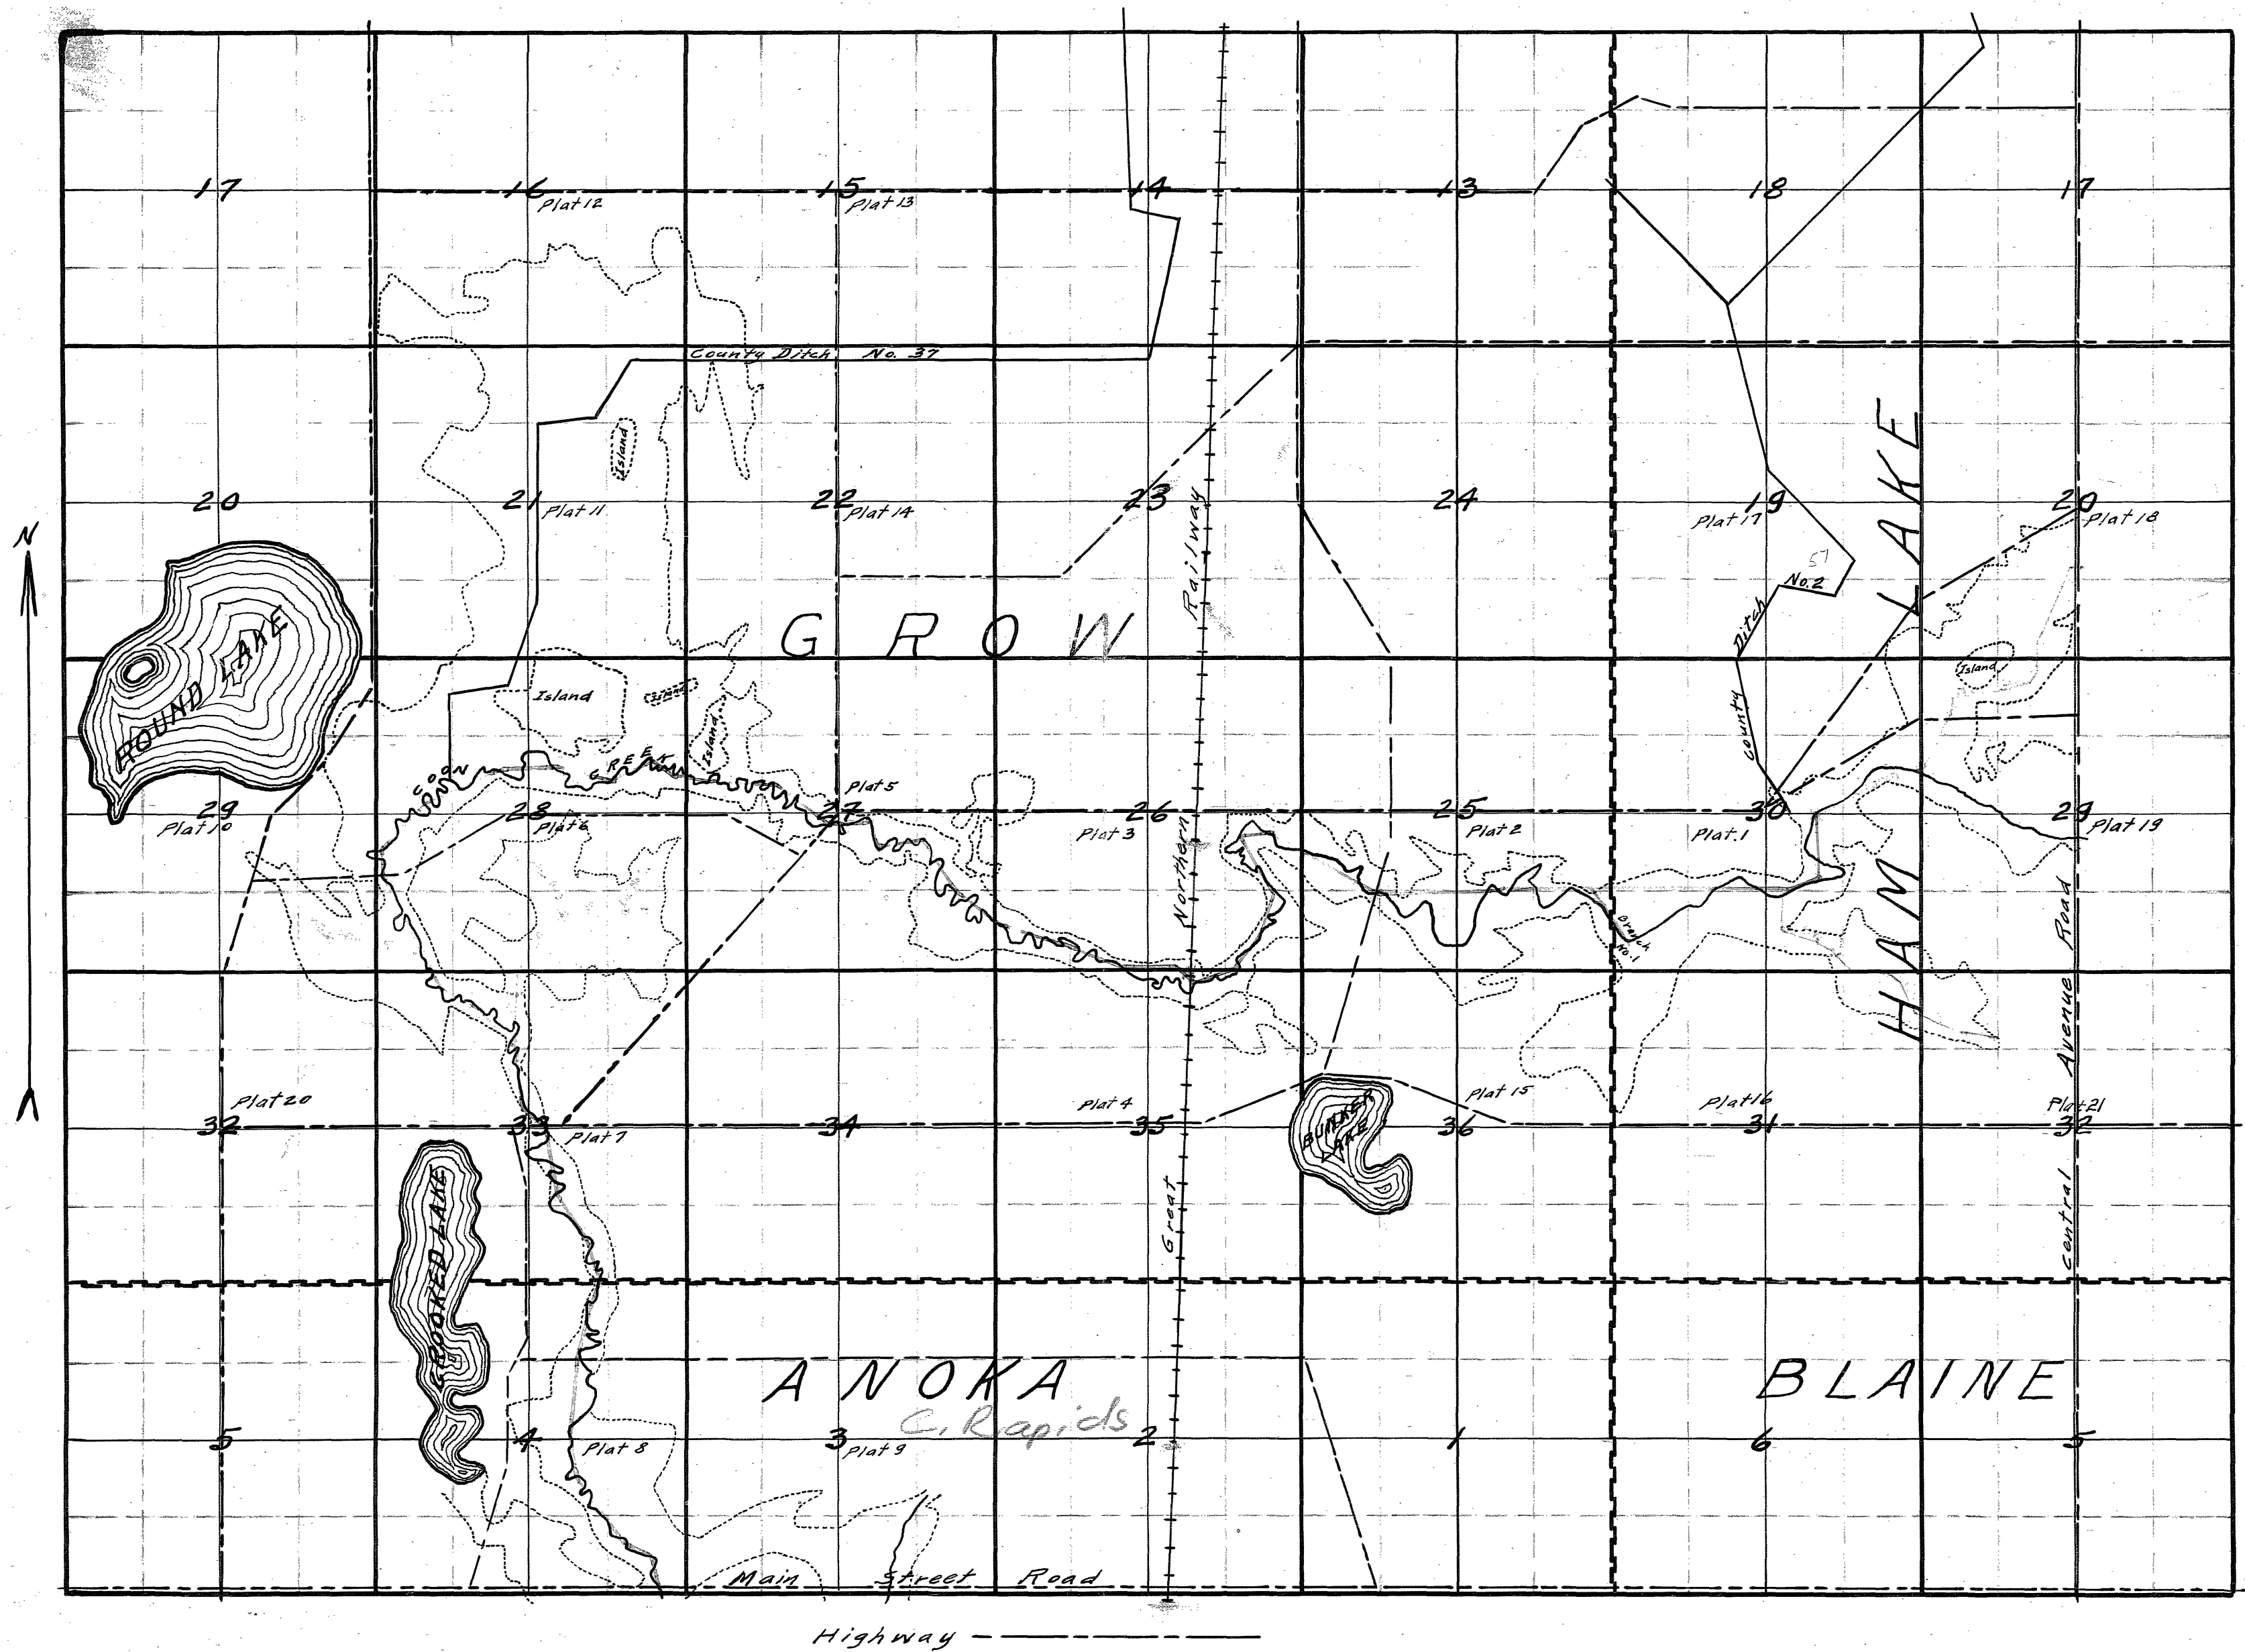 17 16 15 14 13 18 17
Plat 12 Plat 13
County Ditch No. 37
Island
LAKE
20 21 22 23 24 19 20
Plat 11 Plat 14 Plat 17 Plat 18
N
57
No. 2
Railway
Ditch
County
ROUND LAKE
GROW
Island
Island
Island
Island
COON CREEK
Plat 5
29 28 27 26 25 30 29
Plat 10 Plat 6 Plat 3 Plat 2 Plat 1 Plat 19
Northern
HAM
Branch No. 1
Avenue Road
Plat 20 Plat 4 Plat 15 Plat 16 Plat 21
32 33 34 35 36 31 32
Plat 7
BUNKER LAKE
CROOKED LAKE
Great
Central
ANOKA BLAINE
C. Rapids
5 4 3 2 1 6 5
Plat 8 Plat 9
Main Street Road
Highway